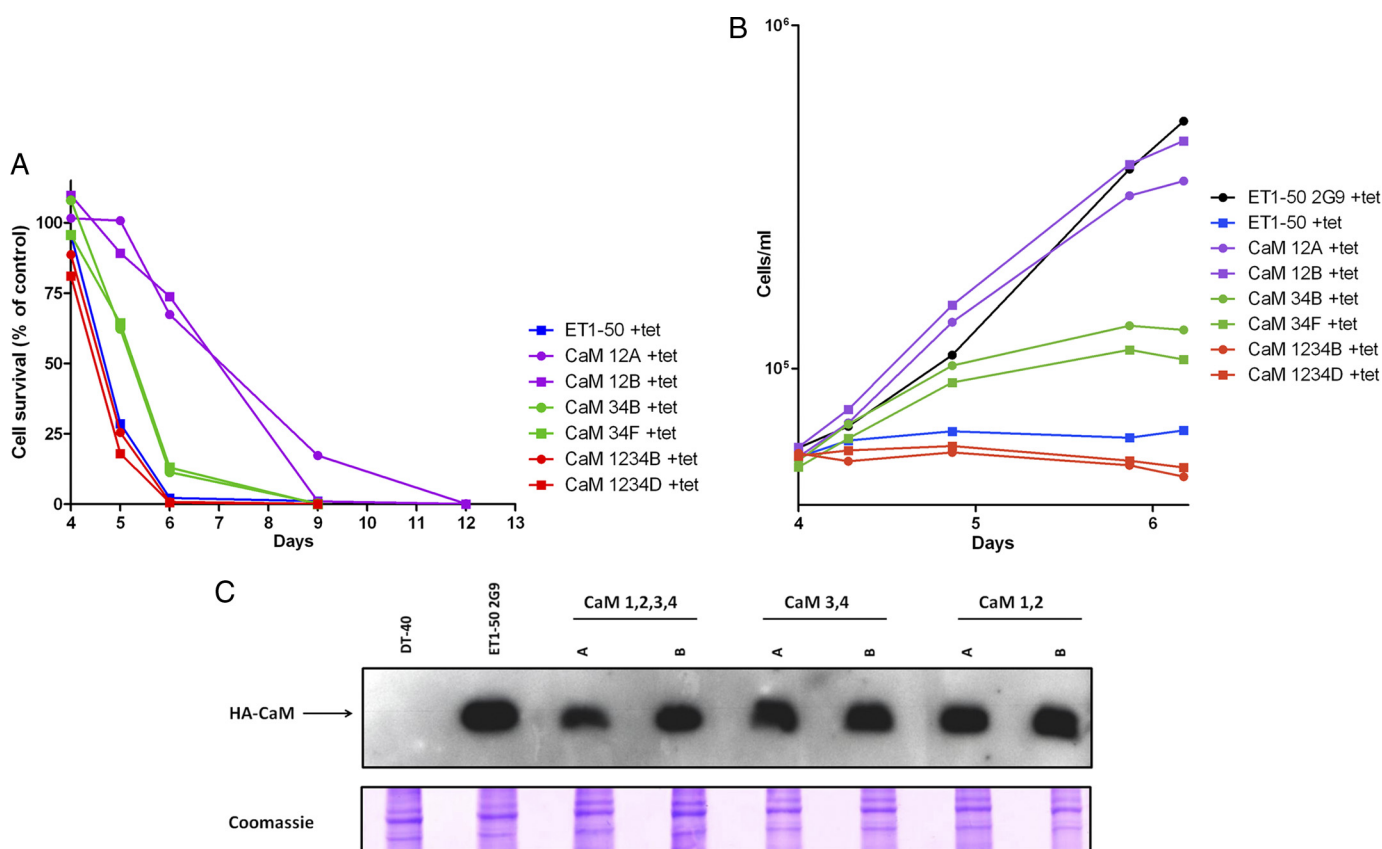 A
Cell survival (% of control)
100
75
50
25
0
4 5 6 7 8 9 10 11 12 13
Days
ET1-50 +tet
CaM 12A +tet
CaM 12B +tet
CaM 34B +tet
CaM 34F +tet
CaM 1234B +tet
CaM 1234D +tet
B
Cells/ml
10⁶
10⁵
4 5 6
Days
ET1-50 2G9 +tet
ET1-50 +tet
CaM 12A +tet
CaM 12B +tet
CaM 34B +tet
CaM 34F +tet
CaM 1234B +tet
CaM 1234D +tet
C
DT-40
ET1-50 2G9
CaM 1,2,3,4
CaM 3,4
CaM 1,2
A B A B A B
HA-CaM
Coomassie